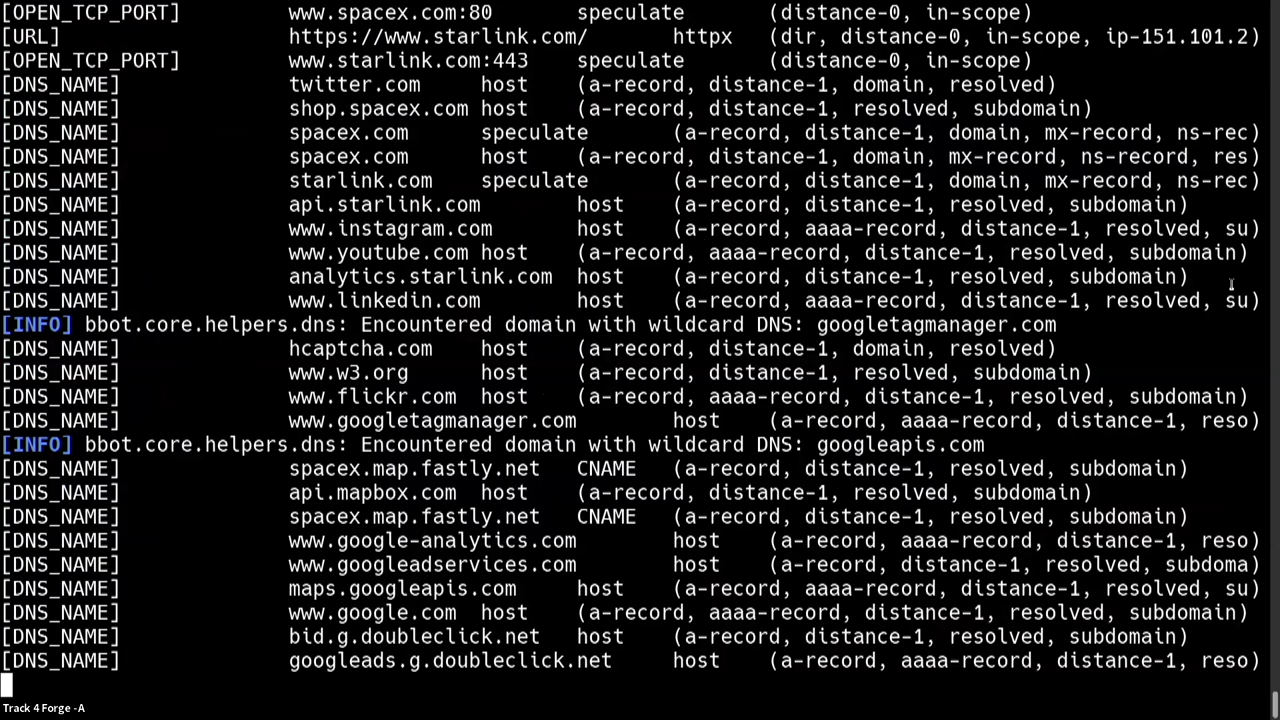 [OPEN_TCP_PORT] www.spacex.com:80 speculate (distance-0, in-scope)
[URL] https://www.starlink.com/ httpx (dir, distance-0, in-scope, ip-151.101.2)
[OPEN_TCP_PORT] www.starlink.com:443 speculate (distance-0, in-scope)
[DNS_NAME] twitter.com host (a-record, distance-1, domain, resolved)
[DNS_NAME] shop.spacex.com host (a-record, distance-1, resolved, subdomain)
[DNS_NAME] spacex.com speculate (a-record, distance-1, domain, mx-record, ns-rec)
[DNS_NAME] spacex.com host (a-record, distance-1, domain, mx-record, ns-record, res)
[DNS_NAME] starlink.com speculate (a-record, distance-1, domain, mx-record, ns-rec)
[DNS_NAME] api.starlink.com host (a-record, distance-1, resolved, subdomain)
[DNS_NAME] www.instagram.com host (a-record, aaaa-record, distance-1, resolved, su)
[DNS_NAME] www.youtube.com host (a-record, aaaa-record, distance-1, resolved, subdomain)
[DNS_NAME] analytics.starlink.com host (a-record, distance-1, resolved, subdomain)
[DNS_NAME] www.linkedin.com host (a-record, aaaa-record, distance-1, resolved, su)
[INFO] bbot.core.helpers.dns: Encountered domain with wildcard DNS: googletagmanager.com
[DNS_NAME] hcaptcha.com host (a-record, distance-1, domain, resolved)
[DNS_NAME] www.w3.org host (a-record, distance-1, resolved, subdomain)
[DNS_NAME] www.flickr.com host (a-record, aaaa-record, distance-1, resolved, subdomain)
[DNS_NAME] www.googletagmanager.com host (a-record, aaaa-record, distance-1, reso)
[INFO] bbot.core.helpers.dns: Encountered domain with wildcard DNS: googleapis.com
[DNS_NAME] spacex.map.fastly.net CNAME (a-record, distance-1, resolved, subdomain)
[DNS_NAME] api.mapbox.com host (a-record, distance-1, resolved, subdomain)
[DNS_NAME] spacex.map.fastly.net CNAME (a-record, distance-1, resolved, subdomain)
[DNS_NAME] www.google-analytics.com host (a-record, aaaa-record, distance-1, reso)
[DNS_NAME] www.googleadservices.com host (a-record, distance-1, resolved, subdoma)
[DNS_NAME] maps.googleapis.com host (a-record, aaaa-record, distance-1, resolved, su)
[DNS_NAME] www.google.com host (a-record, aaaa-record, distance-1, resolved, subdomain)
[DNS_NAME] bid.g.doubleclick.net host (a-record, distance-1, resolved, subdomain)
[DNS_NAME] googleads.g.doubleclick.net host (a-record, aaaa-record, distance-1, reso)
Track 4 Forge -A